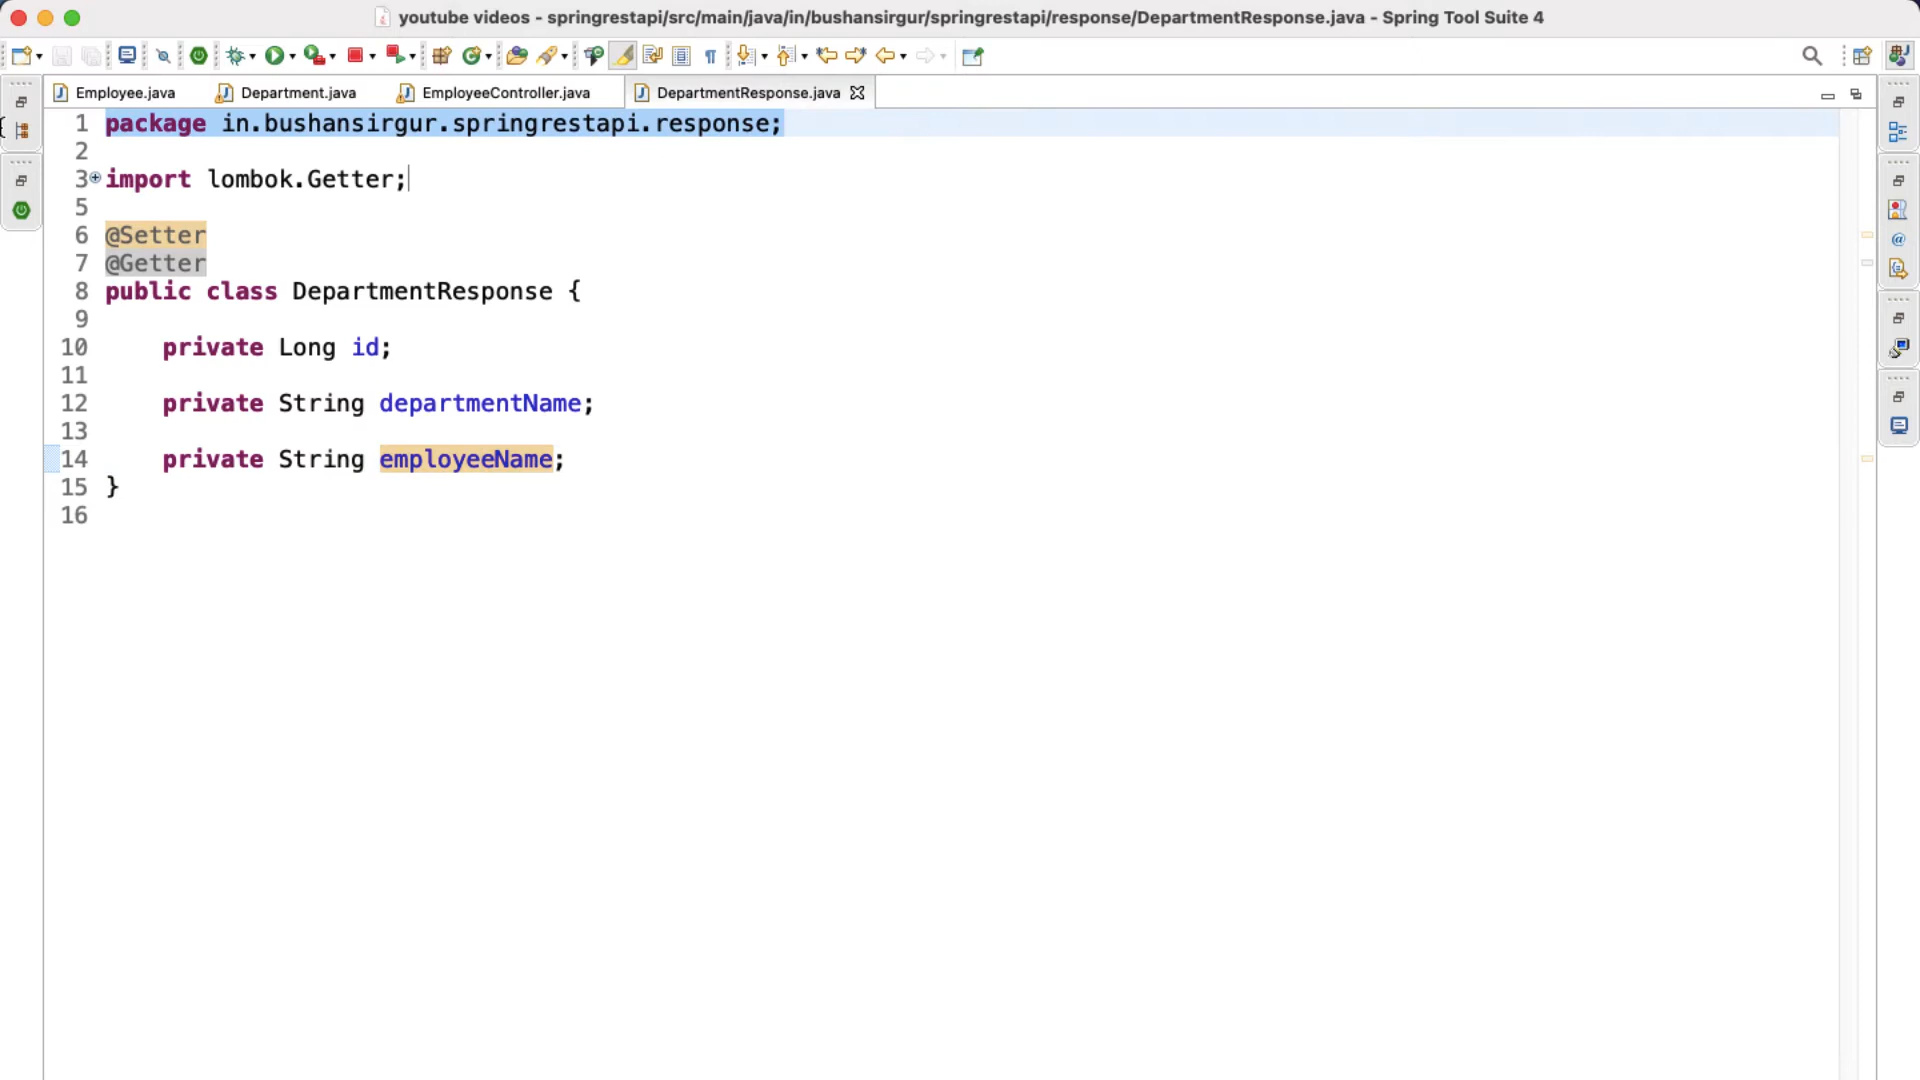 youtube videos - springrestapi/src/main/java/in/bushansirgur/springrestapi/response/DepartmentResponse.java - Spring Tool Suite 4
Employee.java Department.java EmployeeController.java DepartmentResponse.java
1 package in.bushansirgur.springrestapi.response;
2
3 import lombok.Getter;
5
6 @Setter
7 @Getter
8 public class DepartmentResponse {
9
10 private Long id;
11
12 private String departmentName;
13
14 private String employeeName;
15 }
16